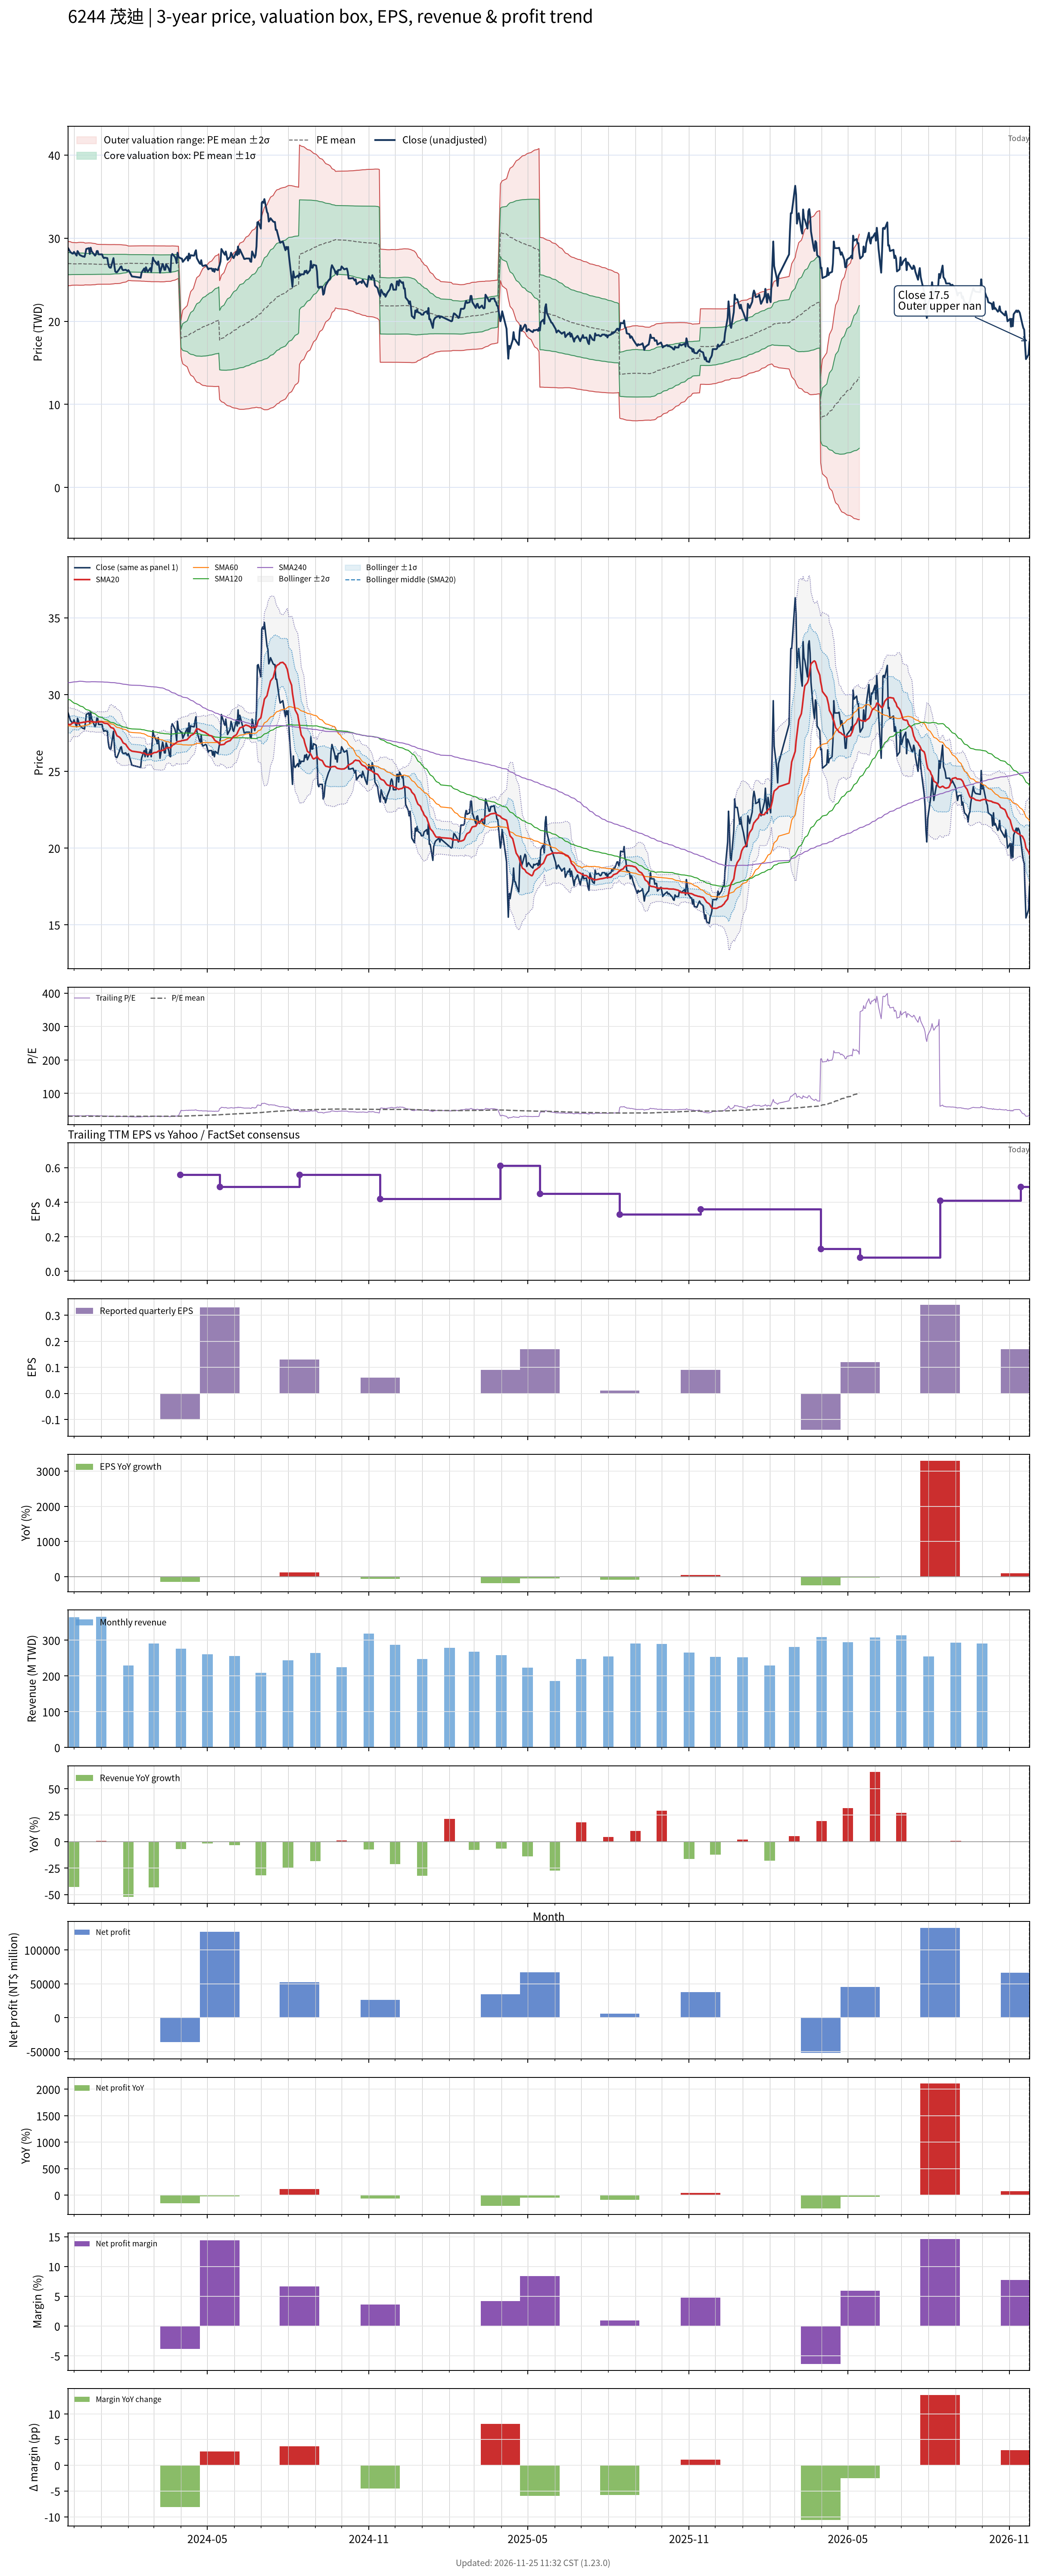 6244 茂迪 | 3-year price, valuation box, EPS, revenue & profit trend
Outer valuation range: PE mean ±2σ
Core valuation box: PE mean ±1σ
PE mean
Close (unadjusted)
Today
Price (TWD)
40
30
20
10
0
Close 17.5
Outer upper nan
Close (same as panel 1)
SMA20
SMA60
SMA120
SMA240
Bollinger ±2σ
Bollinger ±1σ
Bollinger middle (SMA20)
Price
35
30
25
20
15
Trailing P/E
P/E mean
P/E
400
300
200
100
Trailing TTM EPS vs Yahoo / FactSet consensus
Today
EPS
0.6
0.4
0.2
0.0
Reported quarterly EPS
EPS
0.3
0.2
0.1
0.0
-0.1
EPS YoY growth
YoY (%)
3000
2000
1000
0
Monthly revenue
Revenue (M TWD)
300
200
100
0
Revenue YoY growth
YoY (%)
50
25
0
-25
-50
Month
Net profit
Net profit (NT$ million)
100000
50000
0
-50000
Net profit YoY
YoY (%)
2000
1500
1000
500
0
Net profit margin
Margin (%)
15
10
5
0
-5
Margin YoY change
Δ margin (pp)
10
5
0
-5
-10
2024-05
2024-11
2025-05
2025-11
2026-05
2026-11
Updated: 2026-11-25 11:32 CST (1.23.0)